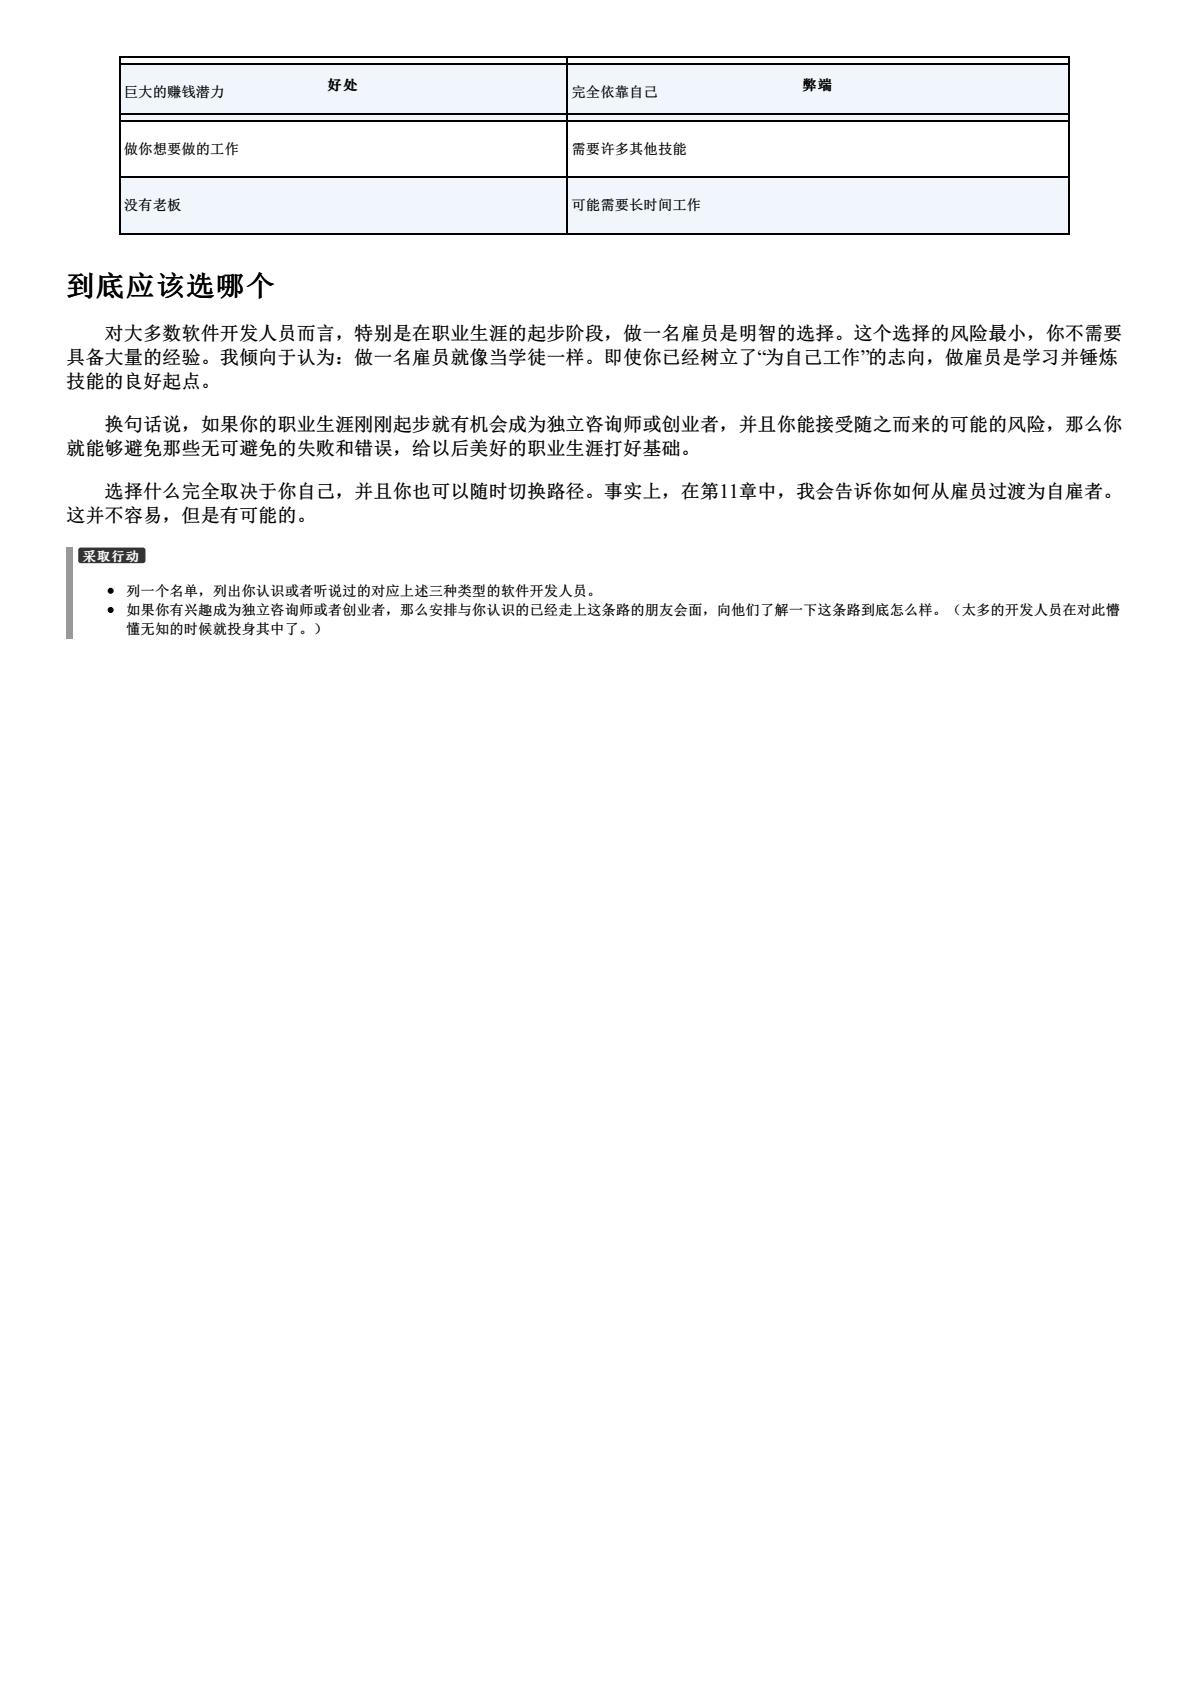 好处 弊端
巨大的赚钱潜力 完全依靠自己
做你想要做的工作 需要许多其他技能
没有老板 可能需要长时间工作
到底应该选哪个
对大多数软件开发人员而言，特别是在职业生涯的起步阶段，做一名雇员是明智的选择。这个选择的风险最小，你不需要
具备大量的经验。我倾向于认为：做一名雇员就像当学徒一样。即使你已经树立了“为自己工作”的志向，做雇员是学习并锤炼
技能的良好起点。
换句话说，如果你的职业生涯刚刚起步就有机会成为独立咨询师或创业者，并且你能接受随之而来的可能的风险，那么你
就能够避免那些无可避免的失败和错误，给以后美好的职业生涯打好基础。
选择什么完全取决于你自己，并且你也可以随时切换路径。事实上，在第11章中，我会告诉你如何从雇员过渡为自雇者。
这并不容易，但是有可能的。
采取行动
● 列一个名单，列出你认识或者听说过的对应上述三种类型的软件开发人员。
● 如果你有兴趣成为独立咨询师或者创业者，那么安排与你认识的已经走上这条路的朋友会面，向他们了解一下这条路到底怎么样。（太多的开发人员在对此懵
懂无知的时候就投身其中了。）